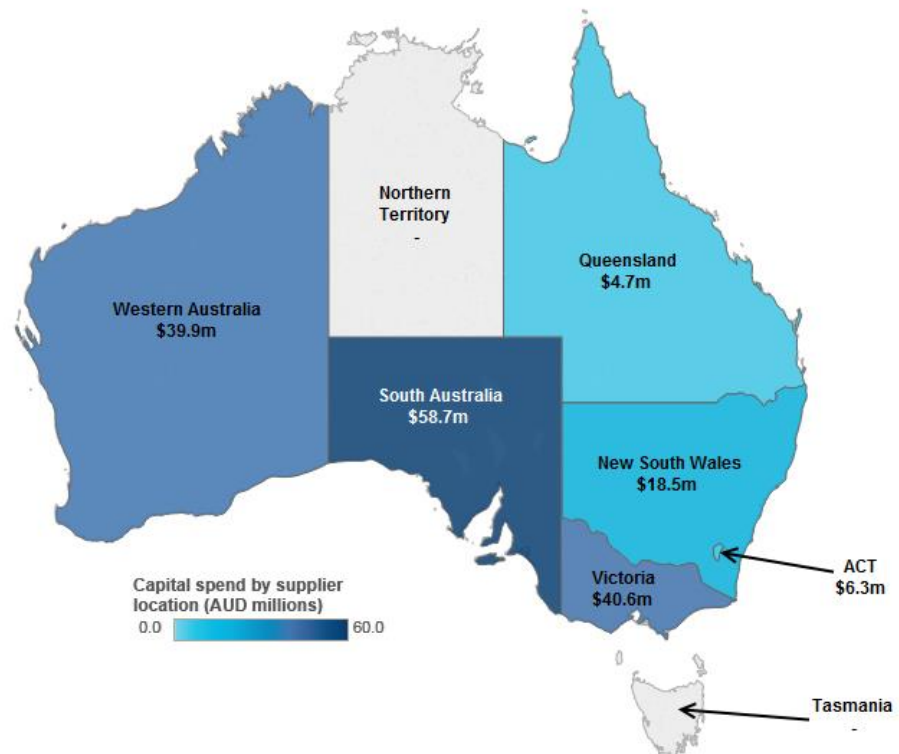 Northern
Territory
-
Queensland
$4.7m
Western Australia
$39.9m
South Australia
$58.7m
New South Wales
$18.5m
ACT
$6.3m
Victoria
$40.6m
Capital spend by supplier
location (AUD millions)
0.0 60.0
Tasmania
-